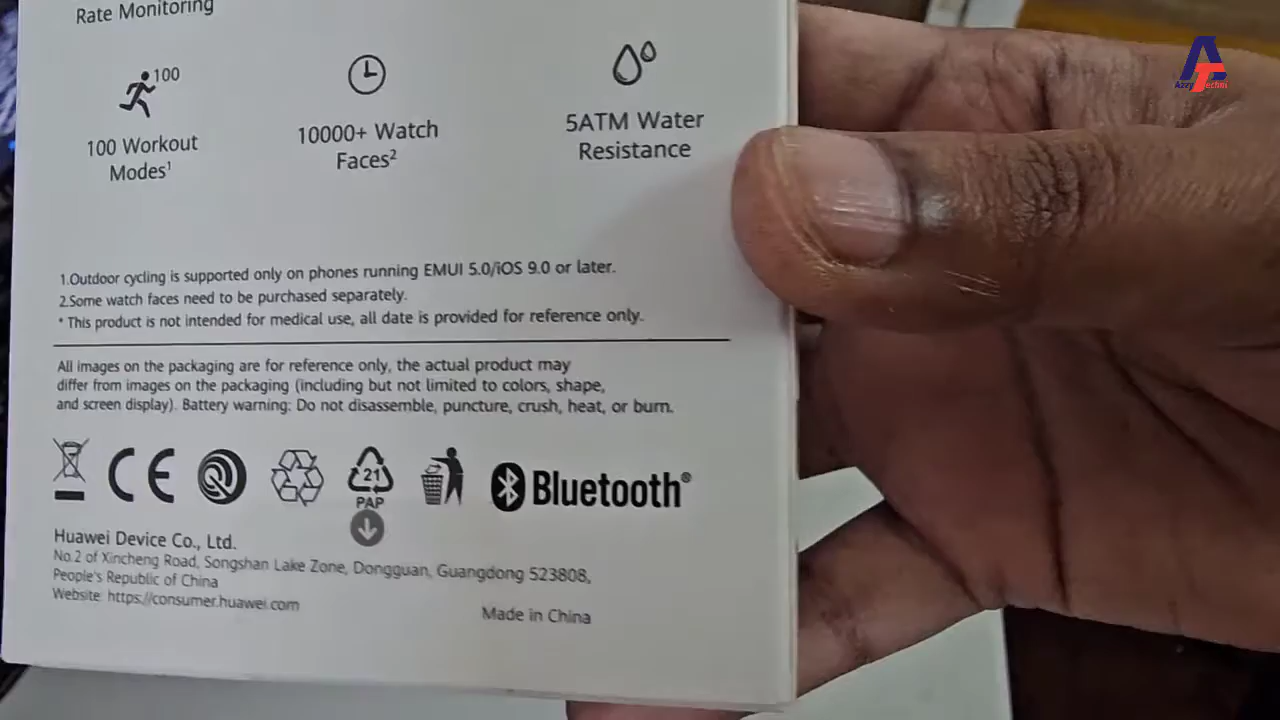 Rate Monitoring
100
100 Workout
Modes¹
10000+ Watch
Faces²
5ATM Water
Resistance
1.Outdoor cycling is supported only on phones running EMUI 5.0/iOS 9.0 or later.
2.Some watch faces need to be purchased separately.
* This product is not intended for medical use, all date is provided for reference only.
All images on the packaging are for reference only, the actual product may
differ from images on the packaging (including but not limited to colors, shape,
and screen display). Battery warning: Do not disassemble, puncture, crush, heat, or burn.
CE
21
PAP
Bluetooth®
Huawei Device Co., Ltd.
No.2 of Xincheng Road, Songshan Lake Zone, Dongguan, Guangdong 523808,
People's Republic of China
Website: https://consumer.huawei.com
Made in China
AT